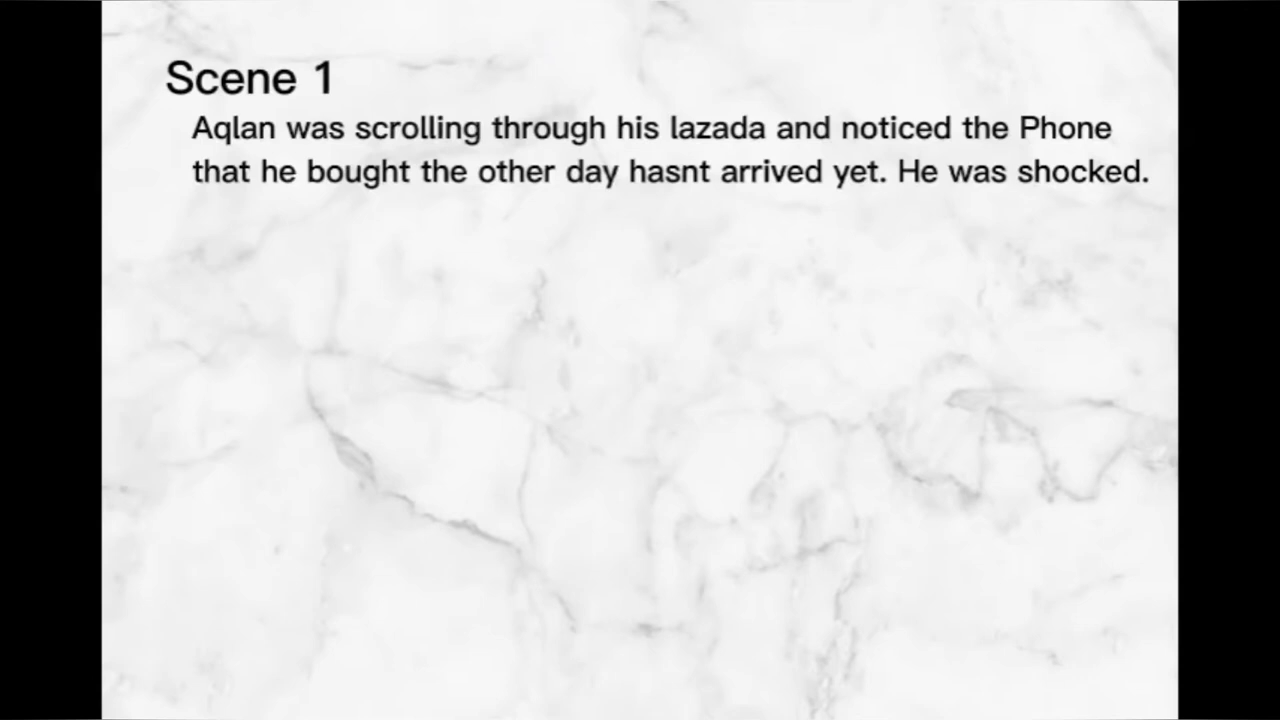 Scene 1
Aqlan was scrolling through his lazada and noticed the Phone
that he bought the other day hasnt arrived yet. He was shocked.